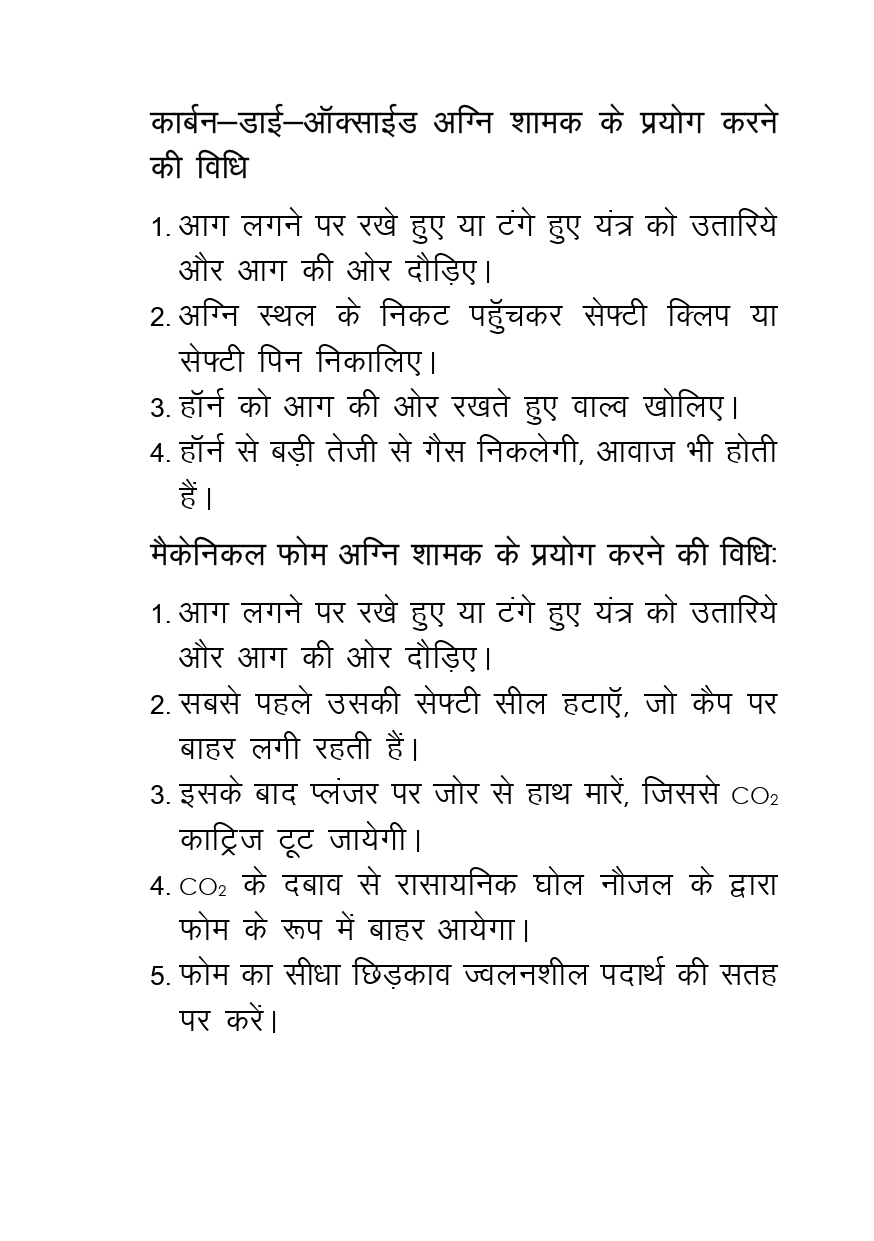 कार्बन–डाई–ऑक्साईड अग्नि शामक के प्रयोग करने
की विधि
1. आग लगने पर रखे हुए या टंगे हुए यंत्र को उतारिये
और आग की ओर दौड़िए।
2. अग्नि स्थल के निकट पहुॅचकर सेफ्टी क्लिप या
सेफ्टी पिन निकालिए।
3. हॉर्न को आग की ओर रखते हुए वाल्व खोलिए।
4. हॉर्न से बड़ी तेजी से गैस निकलेगी, आवाज भी होती
हैं।
मैकेनिकल फोम अग्नि शामक के प्रयोग करने की विधिः
1. आग लगने पर रखे हुए या टंगे हुए यंत्र को उतारिये
और आग की ओर दौड़िए।
2. सबसे पहले उसकी सेफ्टी सील हटाऍ, जो कैप पर
बाहर लगी रहती हैं।
3. इसके बाद प्लंजर पर जोर से हाथ मारें, जिससे CO₂
काट्रिज टूट जायेगी।
4. CO₂ के दबाव से रासायनिक घोल नौजल के द्वारा
फोम के रूप में बाहर आयेगा।
5. फोम का सीधा छिड़काव ज्वलनशील पदार्थ की सतह
पर करें।